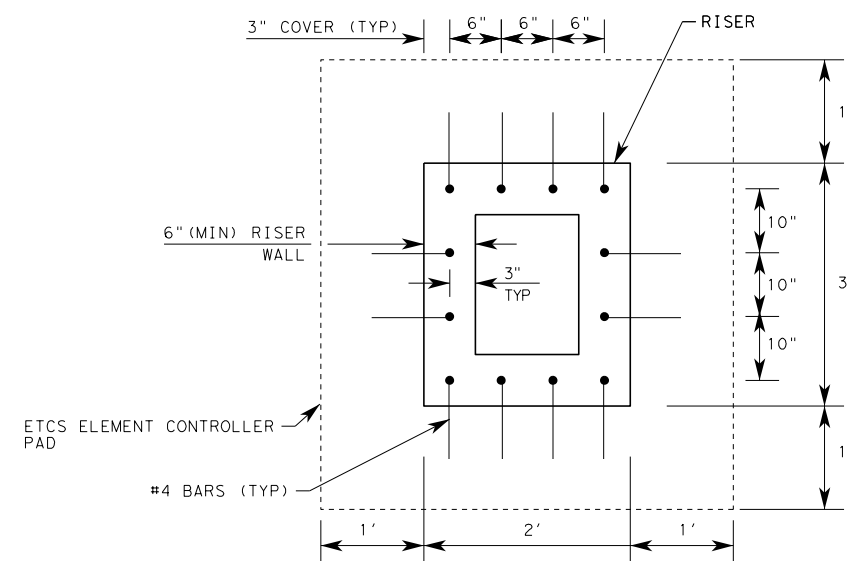 3" COVER (TYP)
6" 6" 6"
RISER
1
10"
6"(MIN) RISER
WALL
3"
TYP
10"
3
10"
ETCS ELEMENT CONTROLLER
PAD
1
#4 BARS (TYP)
1' 2' 1'